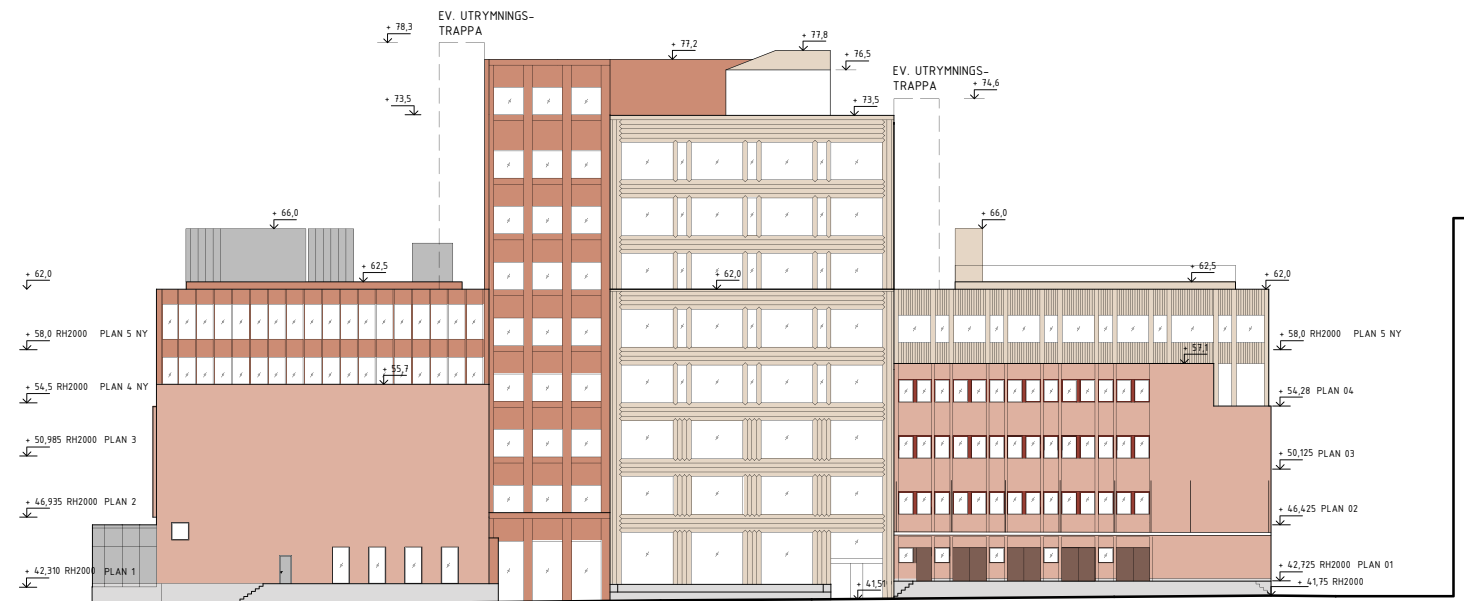 EV. UTRYMNINGS-
TRAPPA
+ 78,3
+ 77,2
+ 77,8
+ 76,5
EV. UTRYMNINGS-
TRAPPA
+ 74,6
+ 73,5
+ 73,5
+ 66,0
+ 66,0
+ 62,0
+ 62,5
+ 62,0
+ 62,5
+ 62,0
+ 58,0 RH2000 PLAN 5 NY
+ 58,0 RH2000 PLAN 5 NY
+ 57,1
+ 55,7
+ 54,5 RH2000 PLAN 4 NY
+ 54,28 PLAN 04
+ 50,985 RH2000 PLAN 3
+ 50,125 PLAN 03
+ 46,935 RH2000 PLAN 2
+ 46,425 PLAN 02
+ 42,310 RH2000 PLAN 1
+ 42,725 RH2000 PLAN 01
+ 41,51
+ 41,75 RH2000